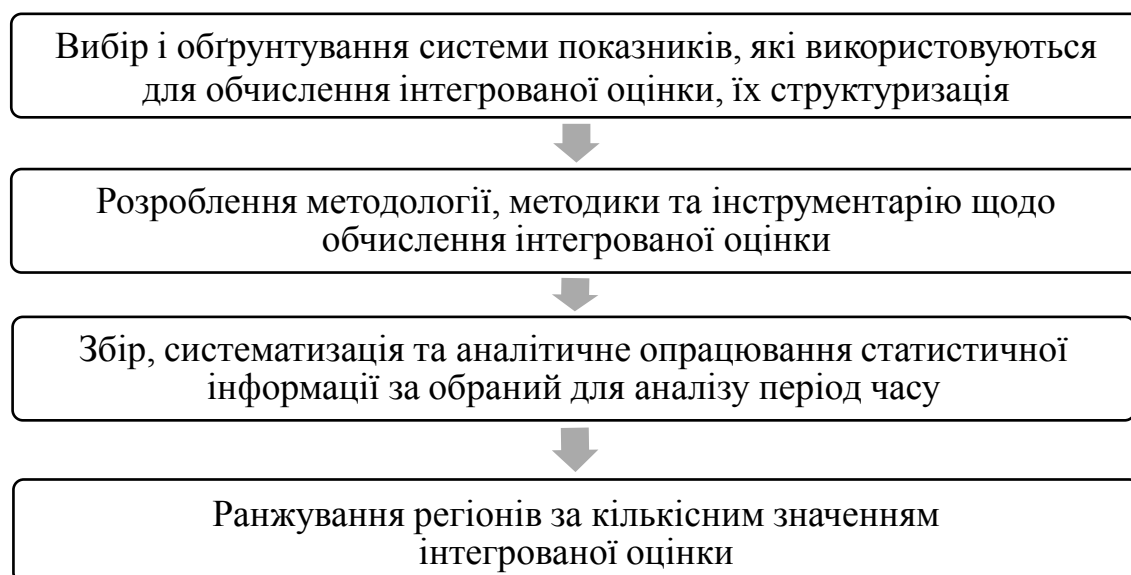 Вибір і обґрунтування системи показників, які використовуються
для обчислення інтегрованої оцінки, їх структуризація
Розроблення методології, методики та інструментарію щодо
обчислення інтегрованої оцінки
Збір, систематизація та аналітичне опрацювання статистичної
інформації за обраний для аналізу період часу
Ранжування регіонів за кількісним значенням
інтегрованої оцінки